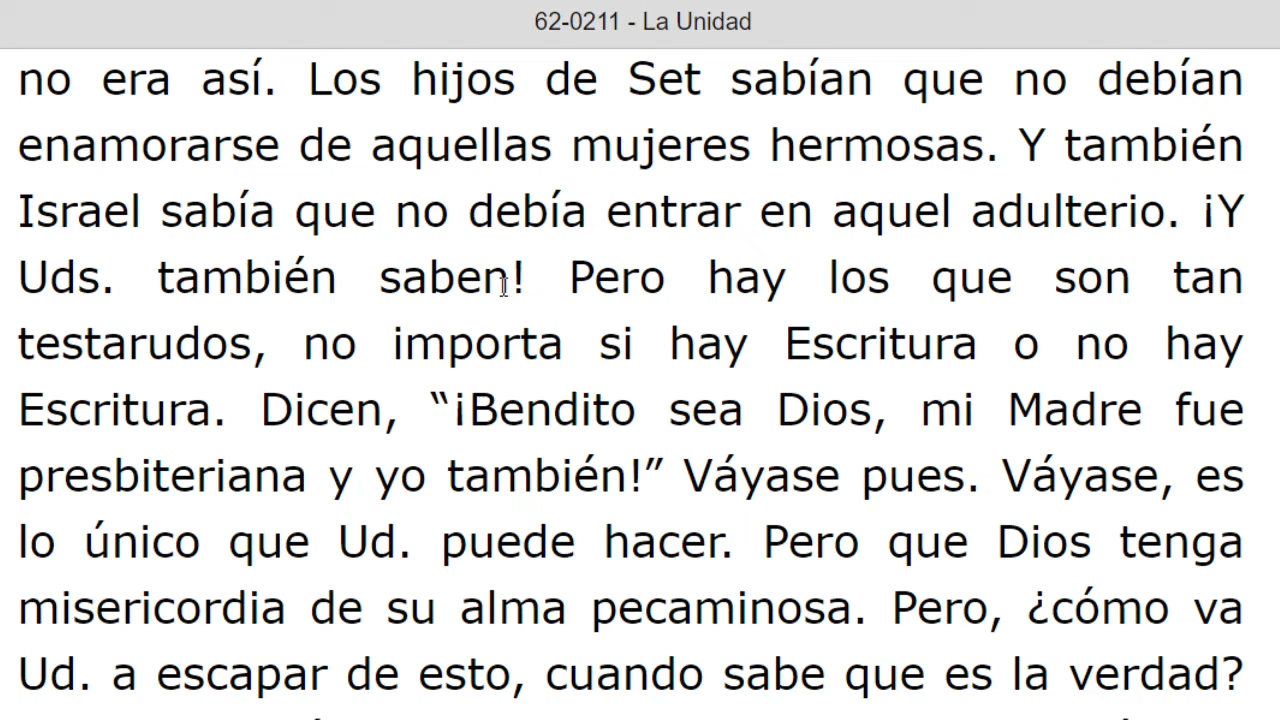 62-0211 - La Unidad
no era así. Los hijos de Set sabían que no debían
enamorarse de aquellas mujeres hermosas. Y también
Israel sabía que no debía entrar en aquel adulterio. ¡Y
Uds. también saben! Pero hay los que son tan
testarudos, no importa si hay Escritura o no hay
Escritura. Dicen, “¡Bendito sea Dios, mi Madre fue
presbiteriana y yo también!” Váyase pues. Váyase, es
lo único que Ud. puede hacer. Pero que Dios tenga
misericordia de su alma pecaminosa. Pero, ¿cómo va
Ud. a escapar de esto, cuando sabe que es la verdad?